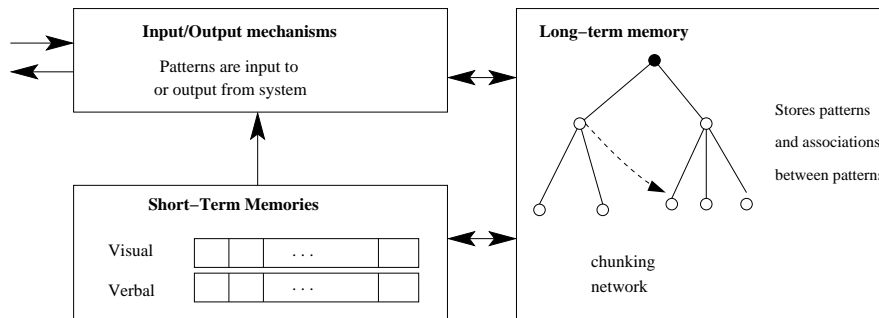 Input/Output mechanisms
Patterns are input to
or output from system
Short-Term Memories
Visual
. . .
Verbal
. . .
Long-term memory
Stores patterns
and associations
between patterns
chunking
network